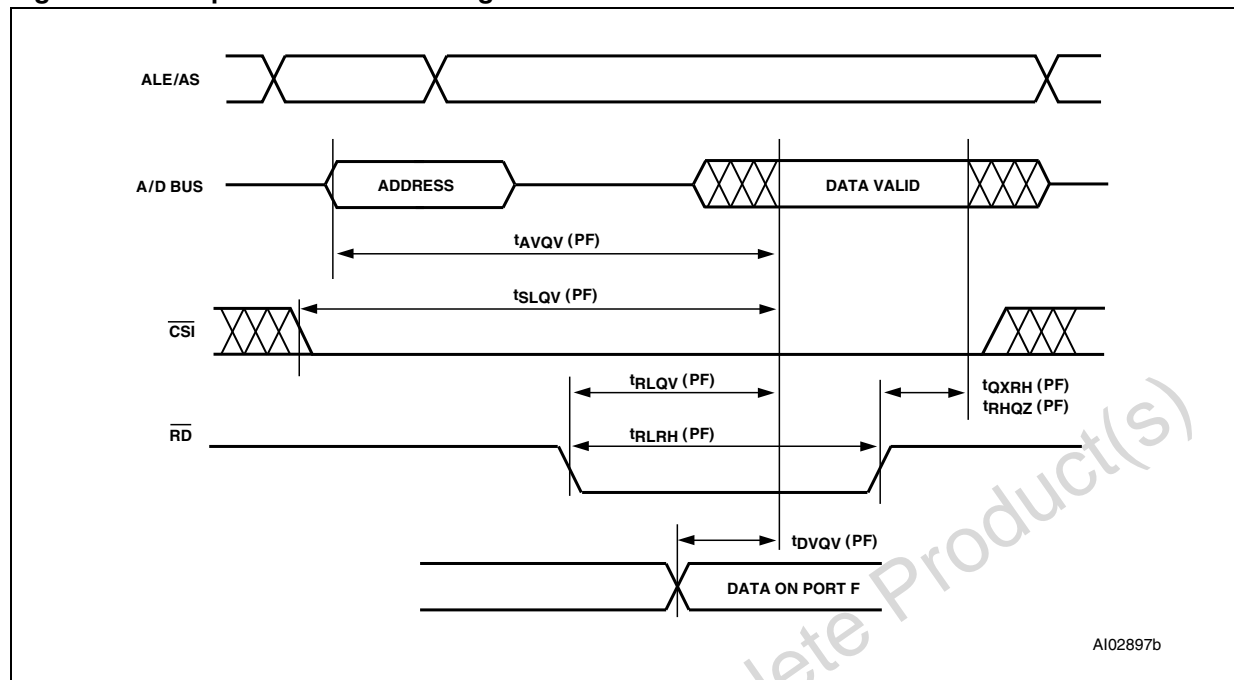 ALE/AS
A/D BUS
ADDRESS
DATA VALID
tAVQV (PF)
tSLQV (PF)
CSI
tRLQV (PF)
tQXRH (PF)
tRHQZ (PF)
RD
tRLRH (PF)
tDVQV (PF)
DATA ON PORT F
lete Product(s)
AI02897b